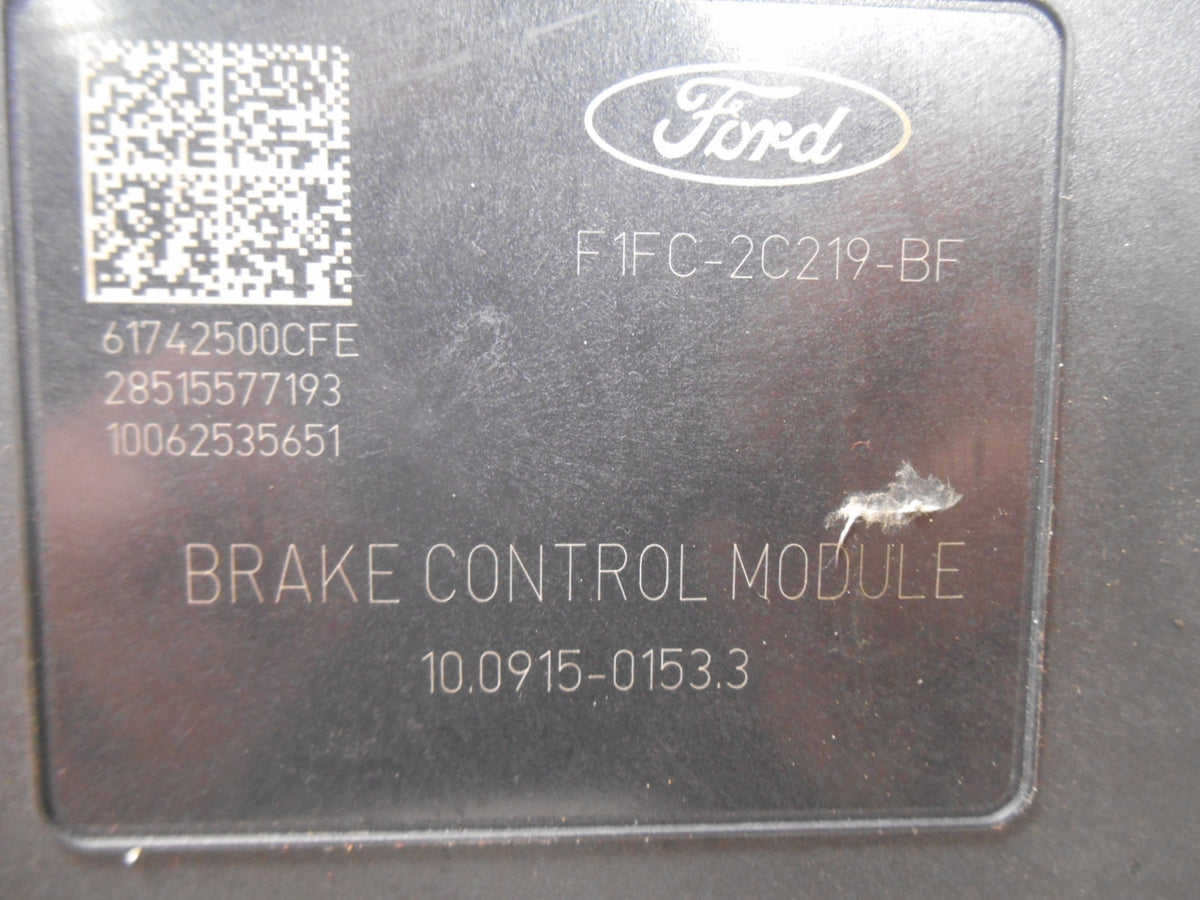 Ford
F1FC-2C219-BF
61742500CFE
28515577193
10062535651
BRAKE CONTROL MODULE
10.0915-0153.3